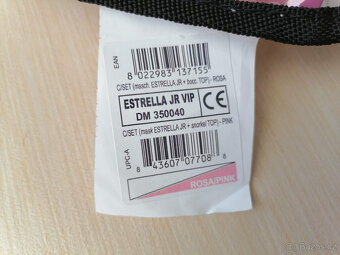 EAN
8 022983 137155
C/SET (masch. ESTRELLA JR + bocc. TOP) - ROSA
ESTRELLA JR VIP
DM 350040
CE
C/SET (mask ESTRELLA JR + snorkel TOP) - PINK
UPC-A
8 43607 07708 8
ROSA/PINK